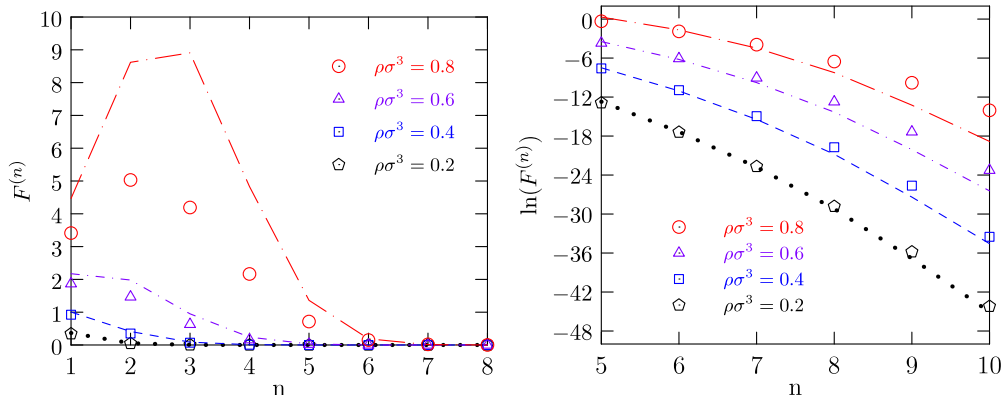 10
9
8
7
6
5
4
3
2
1
0
F^{(n)}
ρσ³ = 0.8
ρσ³ = 0.6
ρσ³ = 0.4
ρσ³ = 0.2
1 2 3 4 5 6 7 8
n
0
−6
−12
−18
−24
−30
−36
−42
−48
ln(F^{(n)})
ρσ³ = 0.8
ρσ³ = 0.6
ρσ³ = 0.4
ρσ³ = 0.2
5 6 7 8 9 10
n